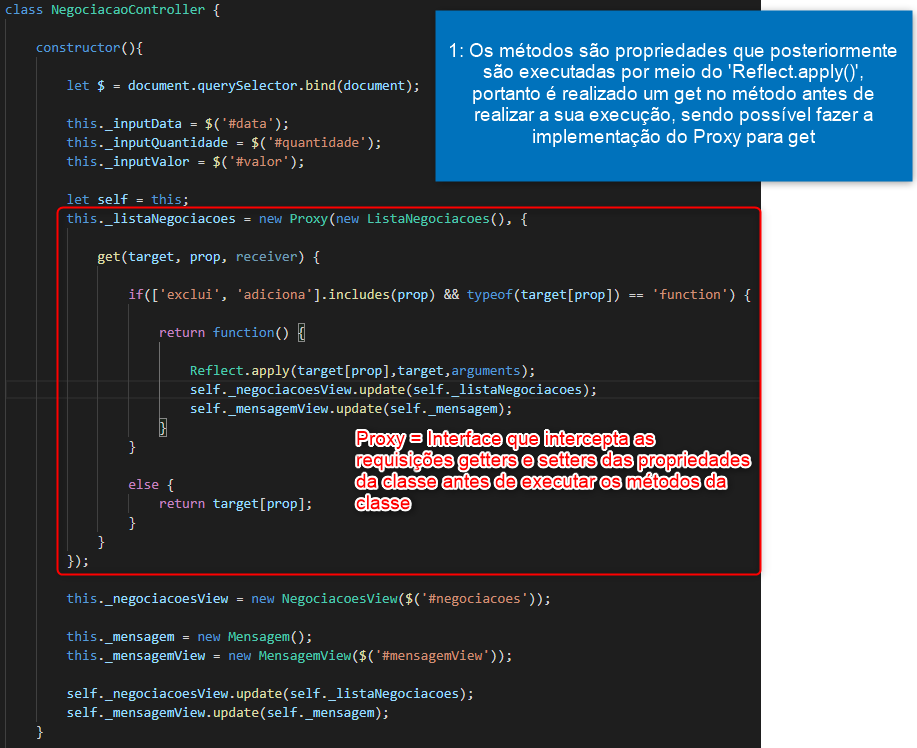 class NegociacaoController {
constructor(){
let $ = document.querySelector.bind(document);
this._inputData = $('#data');
this._inputQuantidade = $('#quantidade');
this._inputValor = $('#valor');
let self = this;
this._listaNegociacoes = new Proxy(new ListaNegociacoes(), {
get(target, prop, receiver) {
if(['exclui', 'adiciona'].includes(prop) && typeof(target[prop]) == 'function') {
return function() {
Reflect.apply(target[prop],target,arguments);
self._negociacoesView.update(self._listaNegociacoes);
self._mensagemView.update(self._mensagem);
}
}
else {
return target[prop];
}
}
});
this._negociacoesView = new NegociacoesView($('#negociacoes'));
this._mensagem = new Mensagem();
this._mensagemView = new MensagemView($('#mensagemView'));
self._negociacoesView.update(self._listaNegociacoes);
self._mensagemView.update(self._mensagem);
}
1: Os métodos são propriedades que posteriormente
são executadas por meio do 'Reflect.apply()',
portanto é realizado um get no método antes de
realizar a sua execução, sendo possível fazer a
implementação do Proxy para get
Proxy = Interface que intercepta as
requisições getters e setters das propriedades
da classe antes de executar os métodos da
classe